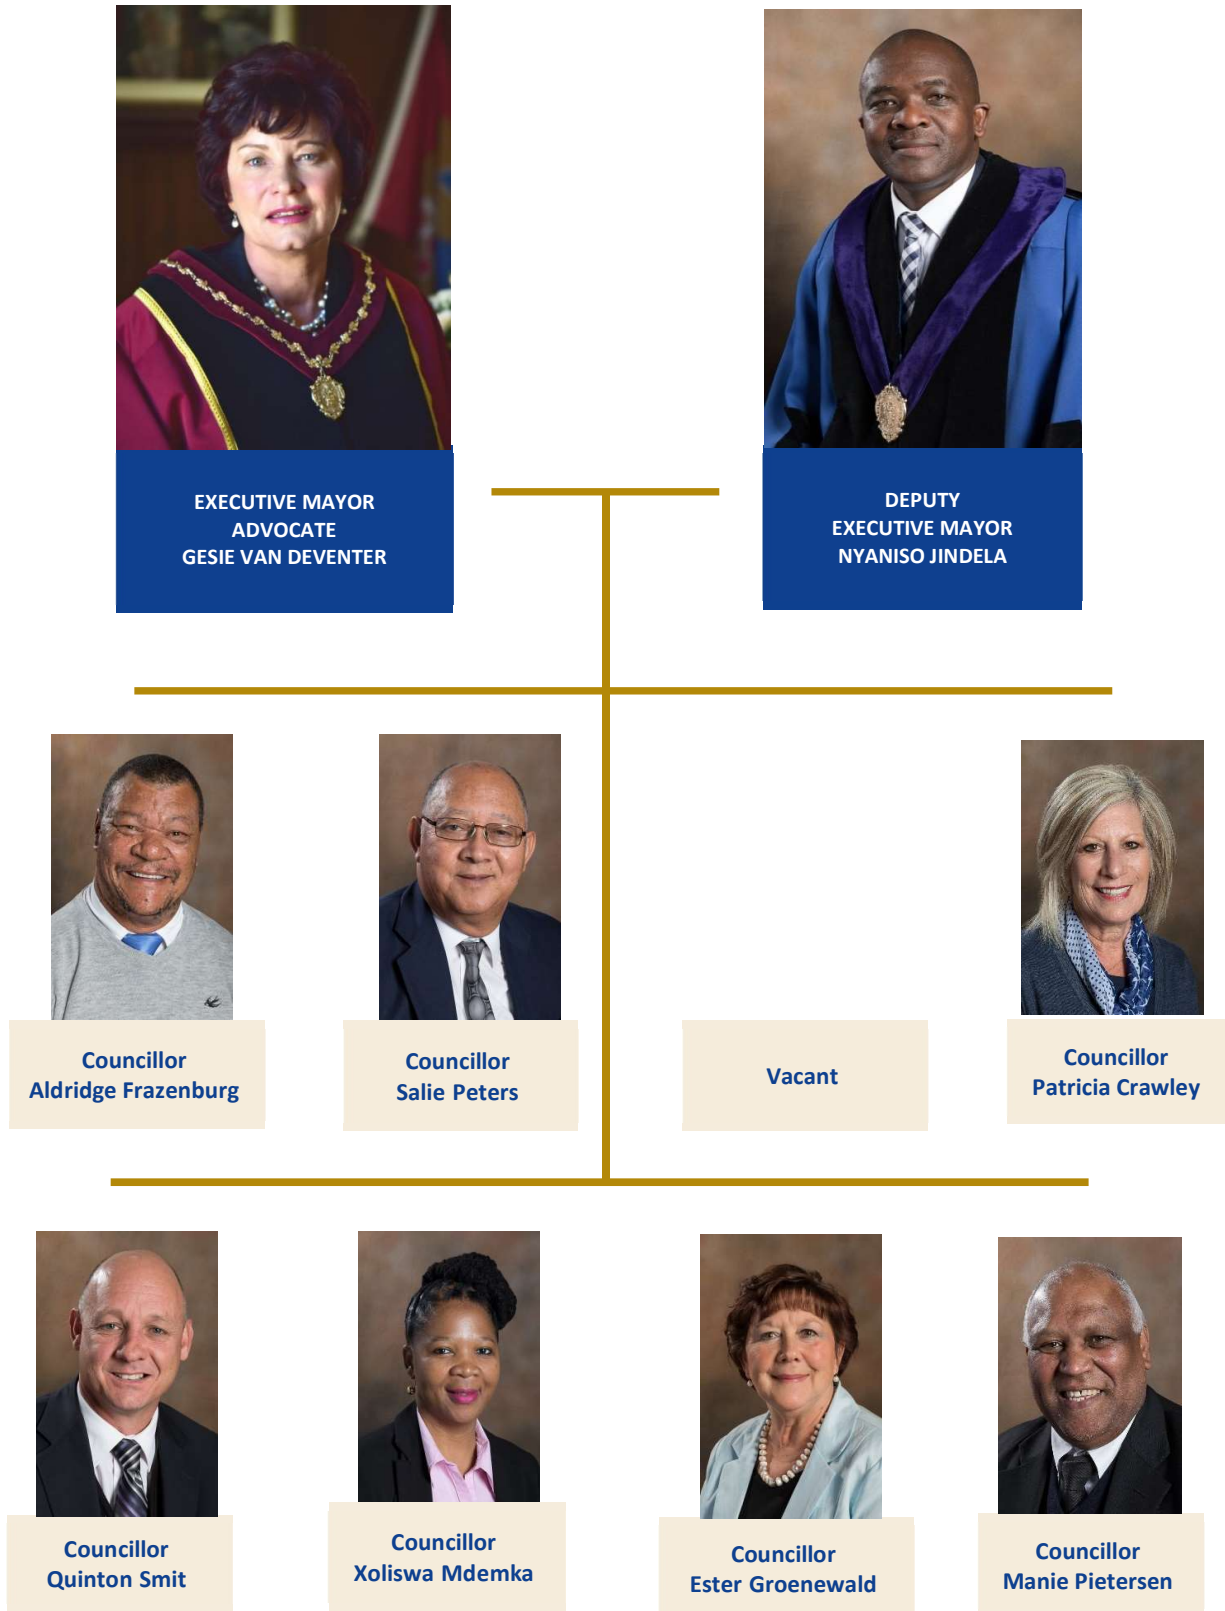 EXECUTIVE MAYOR
ADVOCATE
GESIE VAN DEVENTER
DEPUTY
EXECUTIVE MAYOR
NYANISO JINDELA
Councillor
Aldridge Frazenburg
Councillor
Salie Peters
Vacant
Councillor
Patricia Crawley
Councillor
Quinton Smit
Councillor
Xoliswa Mdemka
Councillor
Ester Groenewald
Councillor
Manie Pietersen